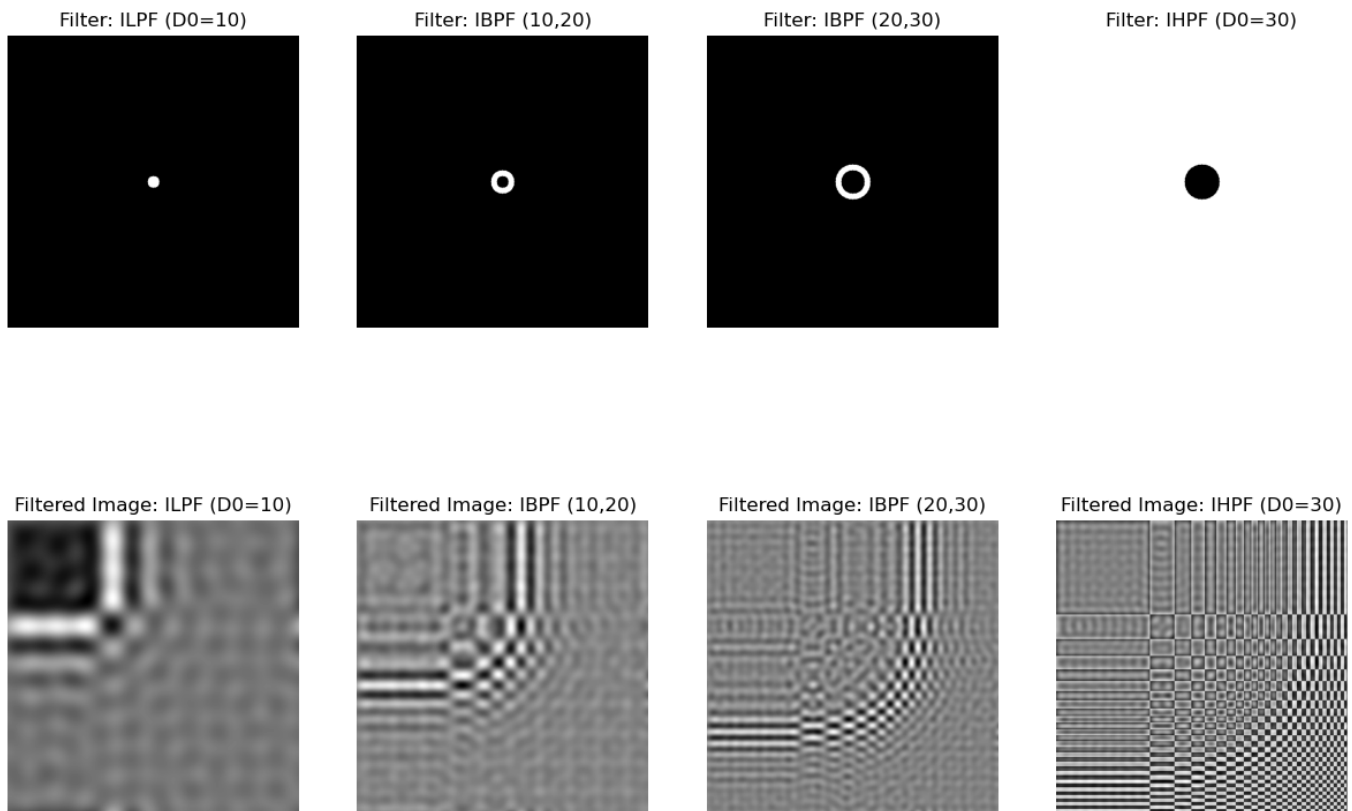 Filter: ILPF (D0=10)
Filter: IBPF (10,20)
Filter: IBPF (20,30)
Filter: IHPF (D0=30)
Filtered Image: ILPF (D0=10)
Filtered Image: IBPF (10,20)
Filtered Image: IBPF (20,30)
Filtered Image: IHPF (D0=30)